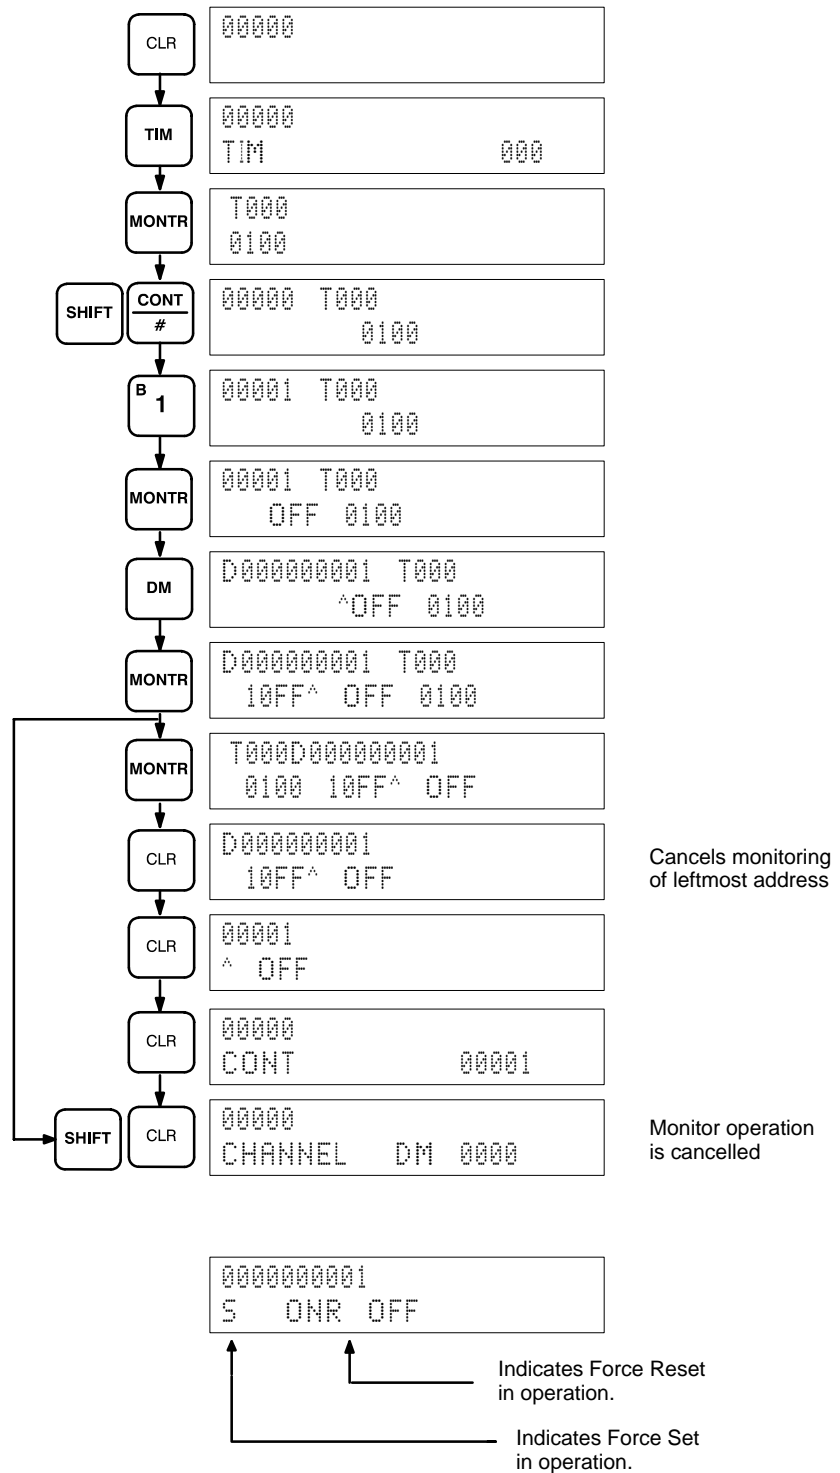 CLR
00000
TIM
00000
TIM 000
MONTR
T000
0100
SHIFT
CONT
#
00000 T000
0100
B
1
00001 T000
0100
MONTR
00001 T000
OFF 0100
DM
D000000001 T000
^OFF 0100
MONTR
D000000001 T000
10FF^ OFF 0100
MONTR
T000D000000001
0100 10FF^ OFF
CLR
D000000001
10FF^ OFF
Cancels monitoring
of leftmost address
CLR
00001
^ OFF
CLR
00000
CONT 00001
SHIFT
CLR
00000
CHANNEL DM 0000
Monitor operation
is cancelled
0000000001
S ONR OFF
Indicates Force Reset
in operation.
Indicates Force Set
in operation.